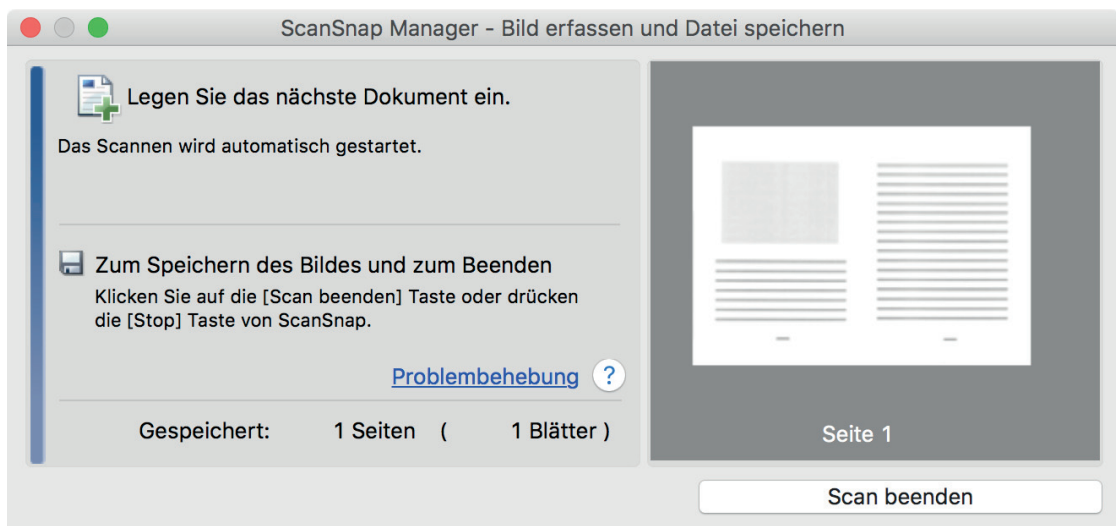 ScanSnap Manager - Bild erfassen und Datei speichern
Legen Sie das nächste Dokument ein.
Das Scannen wird automatisch gestartet.
Zum Speichern des Bildes und zum Beenden
Klicken Sie auf die [Scan beenden] Taste oder drücken
die [Stop] Taste von ScanSnap.
Problembehebung ?
Gespeichert: 1 Seiten ( 1 Blätter )
Seite 1
Scan beenden